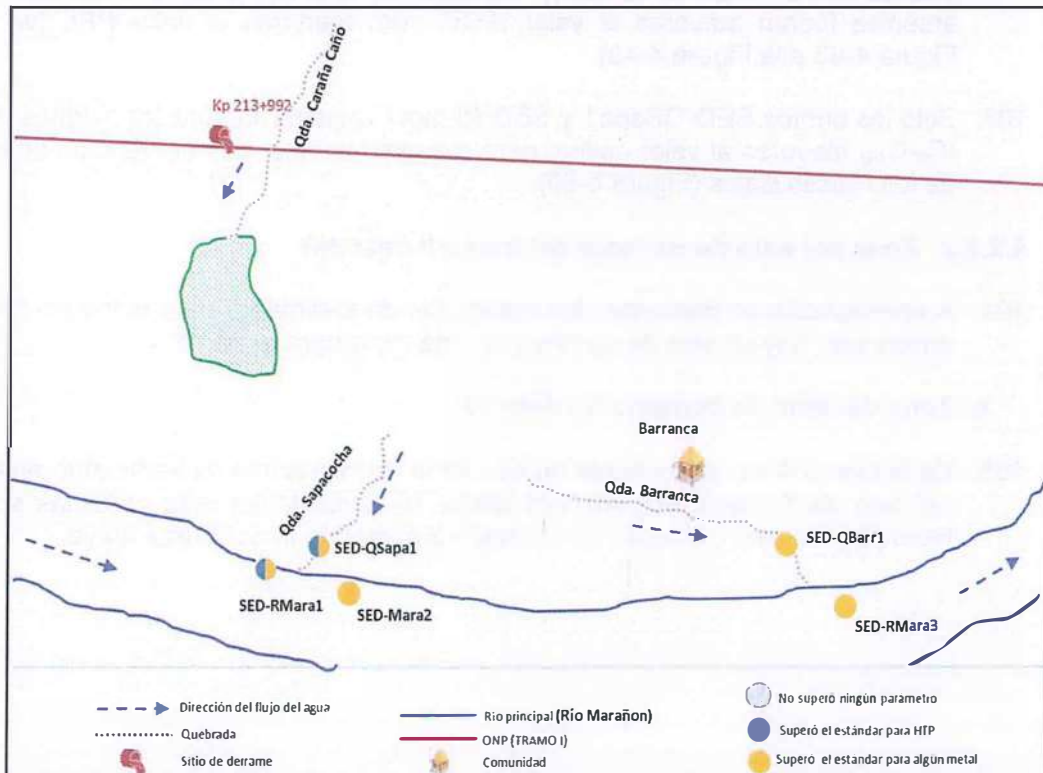 Kp 213+992
Qda. Caraña Caño
Barranca
Qda. Sapacocha
Qda. Barranca
SED-QSapa1
SED-QBarr1
SED-RMara1
SED-Mara2
SED-RMara3
Dirección del flujo del agua
Quebrada
Sitio de derrame
Río principal (Río Marañon)
ONP (TRAMO I)
Comunidad
No superó ningún parametro
Superó el estándar para HTP
Superó el estandar para algún metal